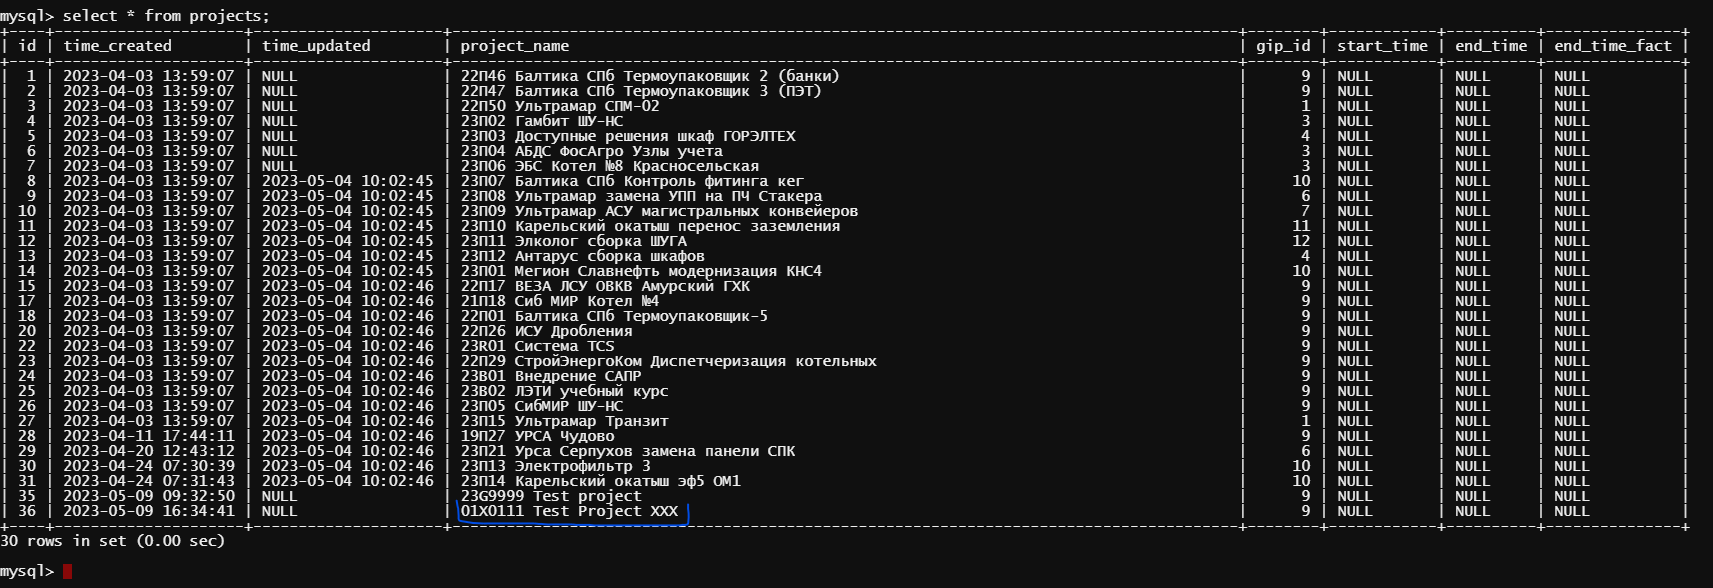 mysql> select * from projects;
+----+---------------------+---------------------+---------------------------------------------------------------------------------------+--------+------------+----------+---------------+
| id | time_created | time_updated | project_name | gip_id | start_time | end_time | end_time_fact |
+----+---------------------+---------------------+---------------------------------------------------------------------------------------+--------+------------+----------+---------------+
| 1 | 2023-04-03 13:59:07 | NULL | 22П46 Балтика СПб Термоупаковщик 2 (банки) | 9 | NULL | NULL | NULL |
| 2 | 2023-04-03 13:59:07 | NULL | 22П47 Балтика СПб Термоупаковщик 3 (ПЭТ) | 9 | NULL | NULL | NULL |
| 3 | 2023-04-03 13:59:07 | NULL | 22П50 Ультрамар СПМ-02 | 1 | NULL | NULL | NULL |
| 4 | 2023-04-03 13:59:07 | NULL | 23П02 Гамбит ШУ-НС | 3 | NULL | NULL | NULL |
| 5 | 2023-04-03 13:59:07 | NULL | 23П03 Доступные решения шкаф ГОРЭЛТЕХ | 4 | NULL | NULL | NULL |
| 6 | 2023-04-03 13:59:07 | NULL | 23П04 АБДС ФосАгро Узлы учета | 3 | NULL | NULL | NULL |
| 7 | 2023-04-03 13:59:07 | NULL | 23П06 ЭБС Котел №8 Красносельская | 3 | NULL | NULL | NULL |
| 8 | 2023-04-03 13:59:07 | 2023-05-04 10:02:45 | 23П07 Балтика СПб Контроль фитинга кег | 10 | NULL | NULL | NULL |
| 9 | 2023-04-03 13:59:07 | 2023-05-04 10:02:45 | 23П08 Ультрамар замена УПП на ПЧ Стакера | 6 | NULL | NULL | NULL |
| 10 | 2023-04-03 13:59:07 | 2023-05-04 10:02:45 | 23П09 Ультрамар АСУ магистральных конвейеров | 7 | NULL | NULL | NULL |
| 11 | 2023-04-03 13:59:07 | 2023-05-04 10:02:45 | 23П10 Карельский окатыш перенос заземления | 11 | NULL | NULL | NULL |
| 12 | 2023-04-03 13:59:07 | 2023-05-04 10:02:45 | 23П11 Элколог сборка ШУГА | 12 | NULL | NULL | NULL |
| 13 | 2023-04-03 13:59:07 | 2023-05-04 10:02:45 | 23П12 Антарус сборка шкафов | 4 | NULL | NULL | NULL |
| 14 | 2023-04-03 13:59:07 | 2023-05-04 10:02:45 | 23П01 Мегион Славнефть модернизация КНС4 | 10 | NULL | NULL | NULL |
| 15 | 2023-04-03 13:59:07 | 2023-05-04 10:02:46 | 22П17 ВЕЗА ЛСУ ОВКВ Амурский ГХК | 9 | NULL | NULL | NULL |
| 17 | 2023-04-03 13:59:07 | 2023-05-04 10:02:46 | 21П18 Сиб МИР Котел №4 | 9 | NULL | NULL | NULL |
| 18 | 2023-04-03 13:59:07 | 2023-05-04 10:02:46 | 22П01 Балтика СПб Термоупаковщик-5 | 9 | NULL | NULL | NULL |
| 20 | 2023-04-03 13:59:07 | 2023-05-04 10:02:46 | 22П26 ИСУ Дробления | 9 | NULL | NULL | NULL |
| 22 | 2023-04-03 13:59:07 | 2023-05-04 10:02:46 | 23R01 Система TCS | 9 | NULL | NULL | NULL |
| 23 | 2023-04-03 13:59:07 | 2023-05-04 10:02:46 | 22П29 СтройЭнергоКом Диспетчеризация котельных | 9 | NULL | NULL | NULL |
| 24 | 2023-04-03 13:59:07 | 2023-05-04 10:02:46 | 23В01 Внедрение САПР | 9 | NULL | NULL | NULL |
| 25 | 2023-04-03 13:59:07 | 2023-05-04 10:02:46 | 23В02 ЛЭТИ учебный курс | 9 | NULL | NULL | NULL |
| 26 | 2023-04-03 13:59:07 | 2023-05-04 10:02:46 | 23П05 СибМИР ШУ-НС | 9 | NULL | NULL | NULL |
| 27 | 2023-04-03 13:59:07 | 2023-05-04 10:02:46 | 23П15 Ультрамар Транзит | 1 | NULL | NULL | NULL |
| 28 | 2023-04-11 17:44:11 | 2023-05-04 10:02:46 | 19П27 УРСА Чудово | 9 | NULL | NULL | NULL |
| 29 | 2023-04-20 12:43:12 | 2023-05-04 10:02:46 | 23П21 Урса Серпухов замена панели СПК | 6 | NULL | NULL | NULL |
| 30 | 2023-04-24 07:30:39 | 2023-05-04 10:02:46 | 23П13 Электрофильтр 3 | 10 | NULL | NULL | NULL |
| 31 | 2023-04-24 07:31:43 | 2023-05-04 10:02:46 | 23П14 Карельский окатыш эф5 ОМ1 | 10 | NULL | NULL | NULL |
| 35 | 2023-05-09 09:32:50 | NULL | 23G9999 Test project | 9 | NULL | NULL | NULL |
| 36 | 2023-05-09 16:34:41 | NULL | 01X0111 Test Project XXX | 9 | NULL | NULL | NULL |
+----+---------------------+---------------------+---------------------------------------------------------------------------------------+--------+------------+----------+---------------+
30 rows in set (0.00 sec)
mysql>